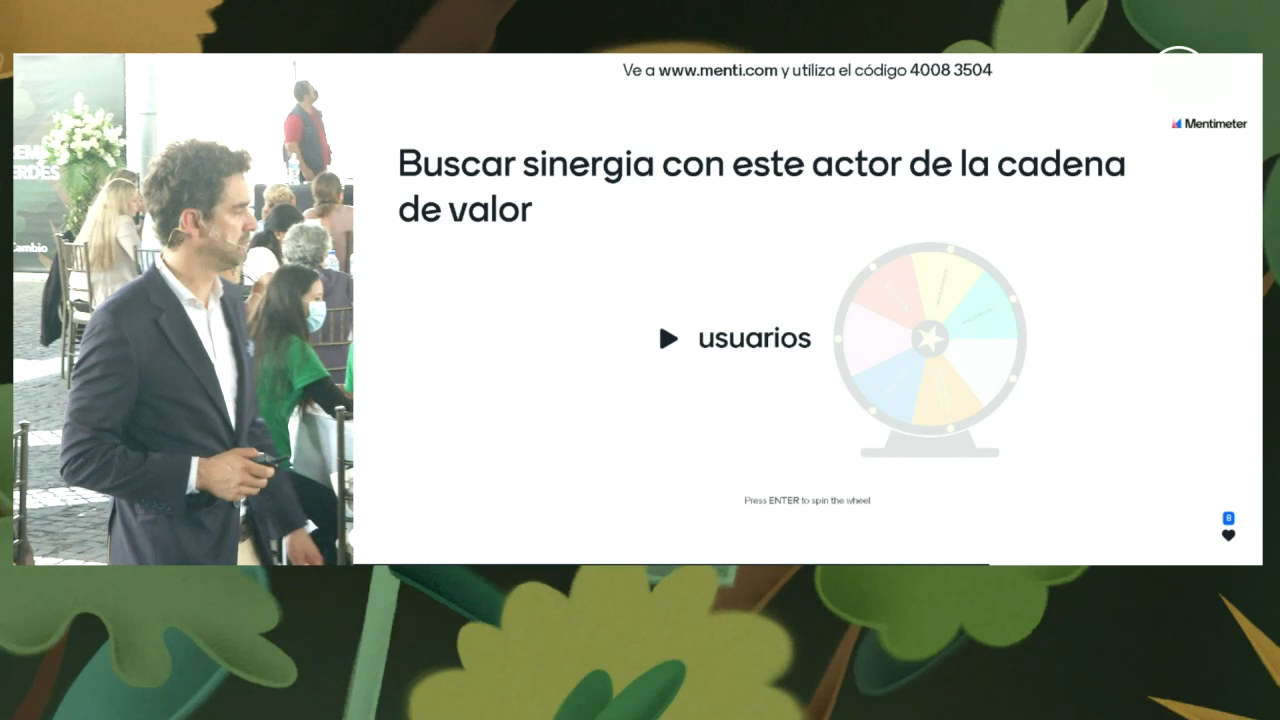 Ve a www.menti.com y utiliza el código 4008 3504
Mentimeter
Buscar sinergia con este actor de la cadena
de valor
usuarios
Press ENTER to spin the wheel
8